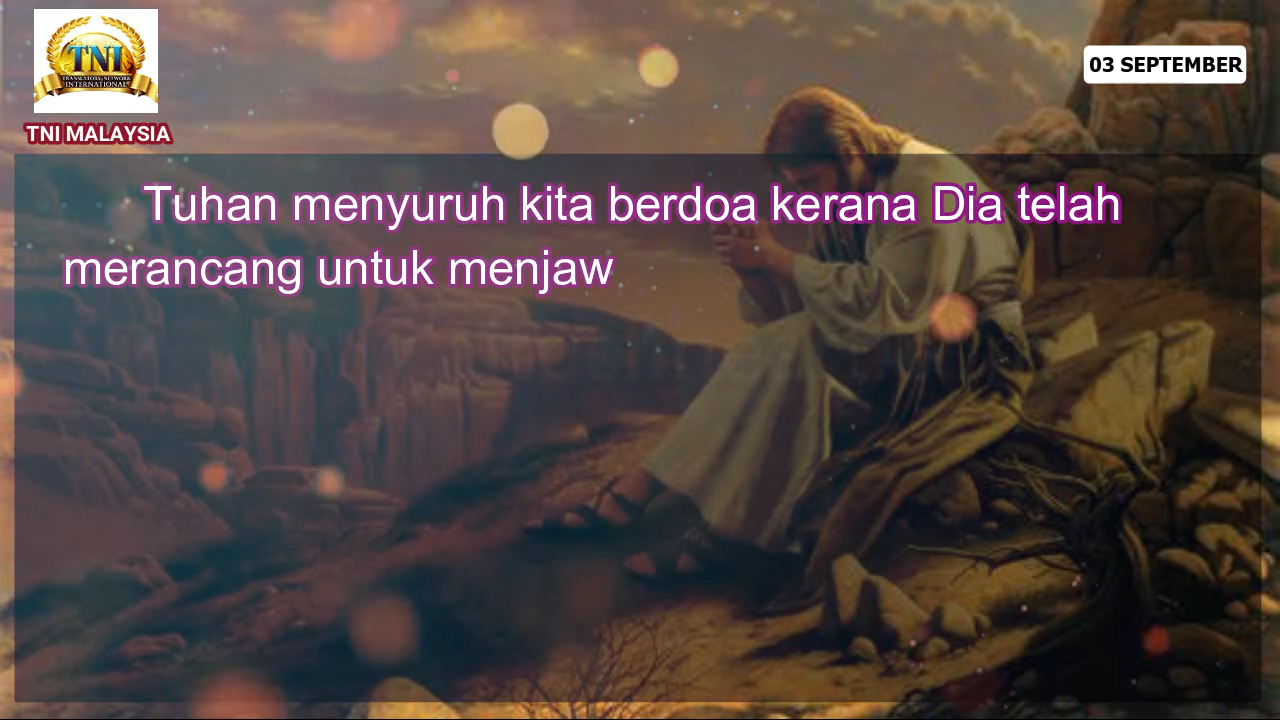 TNI
TRANSLATORS NETWORK
INTERNATIONAL
TNI MALAYSIA
03 SEPTEMBER
Tuhan menyuruh kita berdoa kerana Dia telah
merancang untuk menjaw